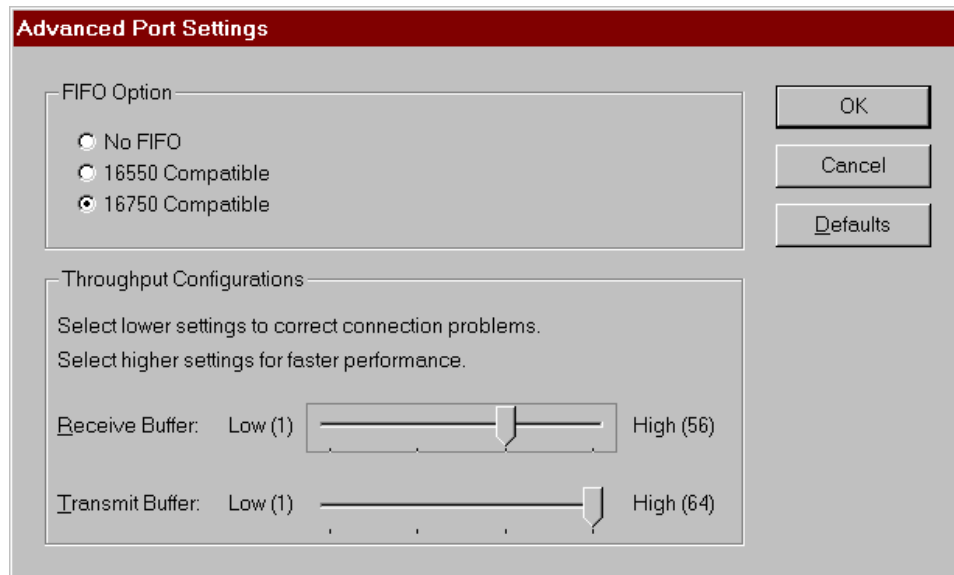 Advanced Port Settings
FIFO Option
No FIFO
16550 Compatible
16750 Compatible
OK
Cancel
Defaults
Throughput Configurations
Select lower settings to correct connection problems.
Select higher settings for faster performance.
Receive Buffer: Low (1) High (56)
Transmit Buffer: Low (1) High (64)